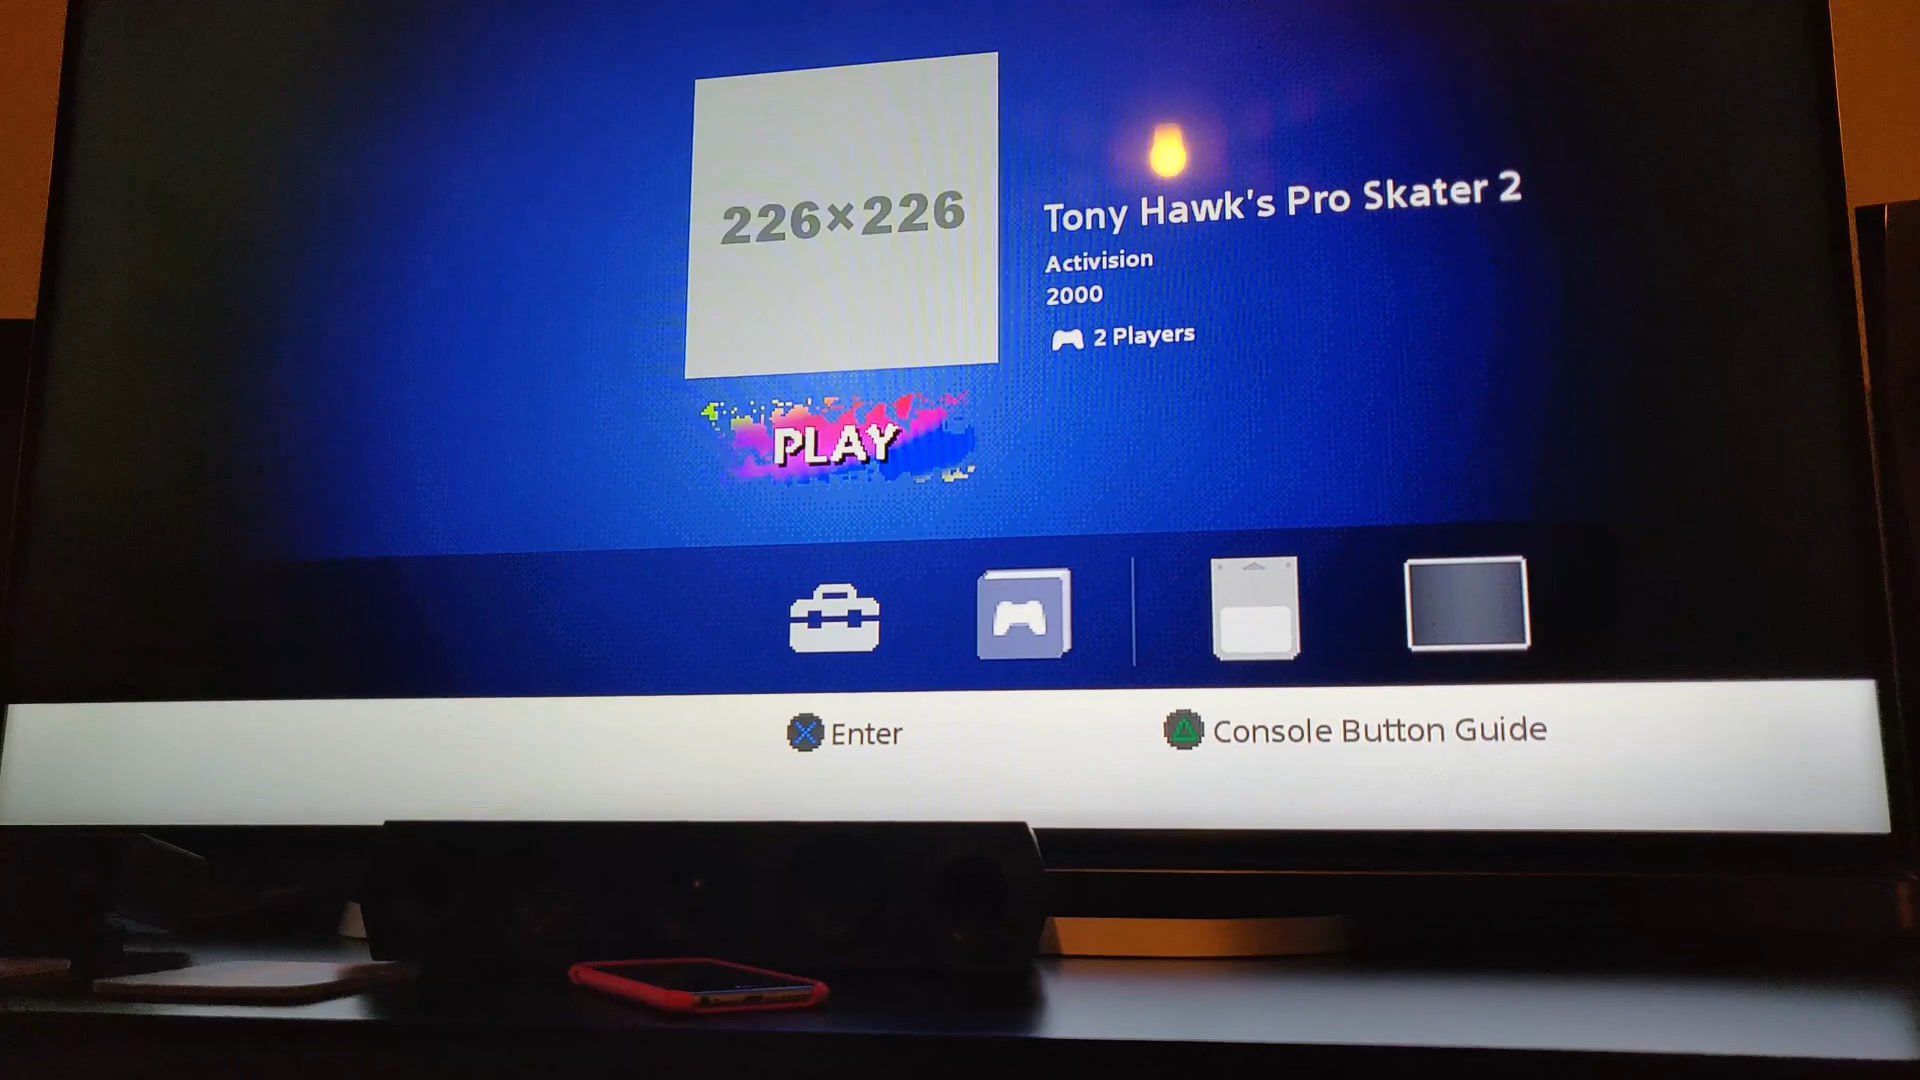 226×226
Tony Hawk's Pro Skater 2
Activision
2000
2 Players
PLAY
Enter
Console Button Guide